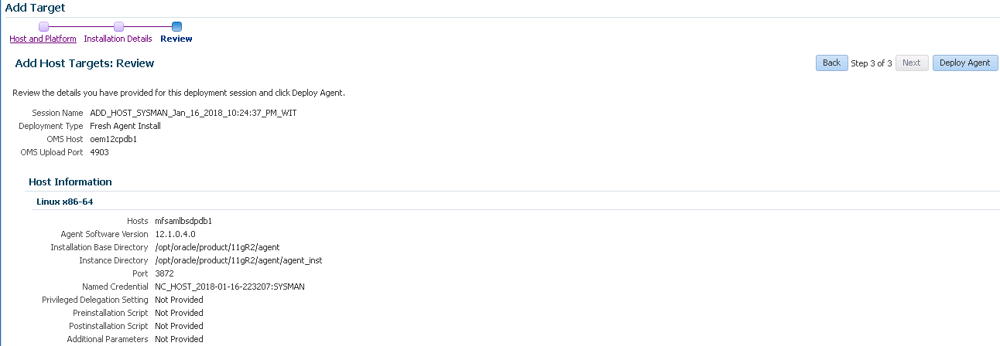 Add Target
Host and Platform Installation Details Review
Add Host Targets: Review
Back Step 3 of 3 Next Deploy Agent
Review the details you have provided for this deployment session and click Deploy Agent.
Session Name ADD_HOST_SYSMAN_Jan_16_2018_10:24:37_PM_WIT
Deployment Type Fresh Agent Install
OMS Host oem12cpdb1
OMS Upload Port 4903
Host Information
Linux x86-64
Hosts mfsamlbsdpdb1
Agent Software Version 12.1.0.4.0
Installation Base Directory /opt/oracle/product/11gR2/agent
Instance Directory /opt/oracle/product/11gR2/agent/agent_inst
Port 3872
Named Credential NC_HOST_2018-01-16-223207:SYSMAN
Privileged Delegation Setting Not Provided
Preinstallation Script Not Provided
Postinstallation Script Not Provided
Additional Parameters Not Provided